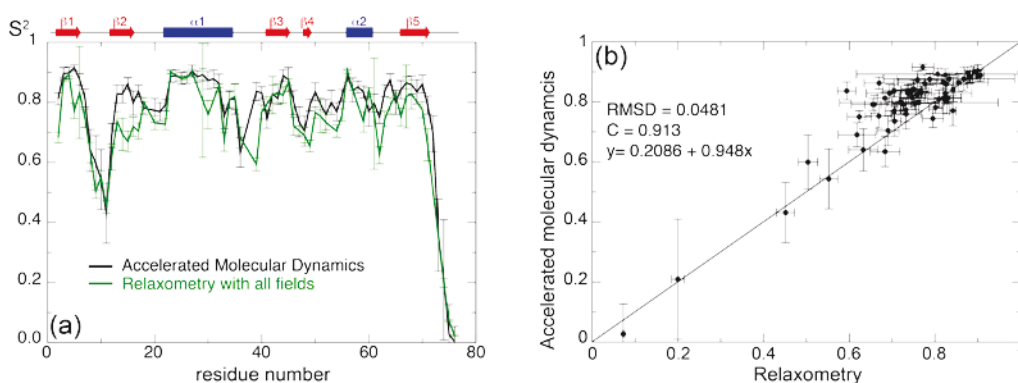 β1 β2 α1 β3 β4 α2 β5
S2
1
0.8
0.6
0.4
0.2
0.0
Accelerated Molecular Dynamics
Relaxometry with all fields
(a)
0 20 40 60 80
residue number
(b)
1
0.8
0.6
0.4
0.2
0
RMSD = 0.0481
C = 0.913
y= 0.2086 + 0.948x
Accelerated molecular dynamcis
0 0.2 0.4 0.6 0.8 1
Relaxometry